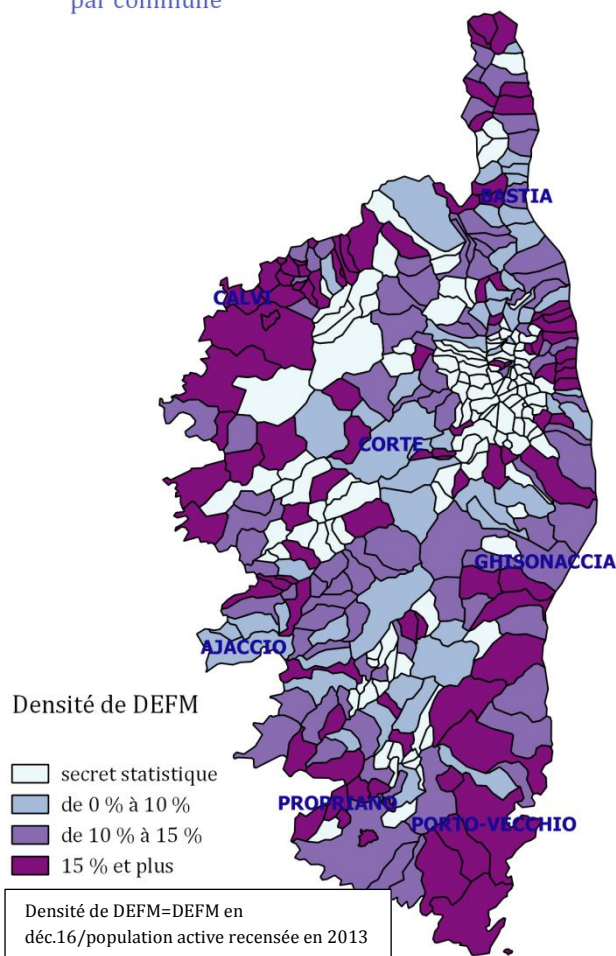 par commune
BASTIA
CALVI
CORTE
GHISONACCIA
AJACCIO
Densité de DEFM
secret statistique
de 0 % à 10 %
de 10 % à 15 %
15 % et plus
PROPRIANO
PORTO-VECCHIO
Densité de DEFM=DEFM en
déc.16/population active recensée en 2013